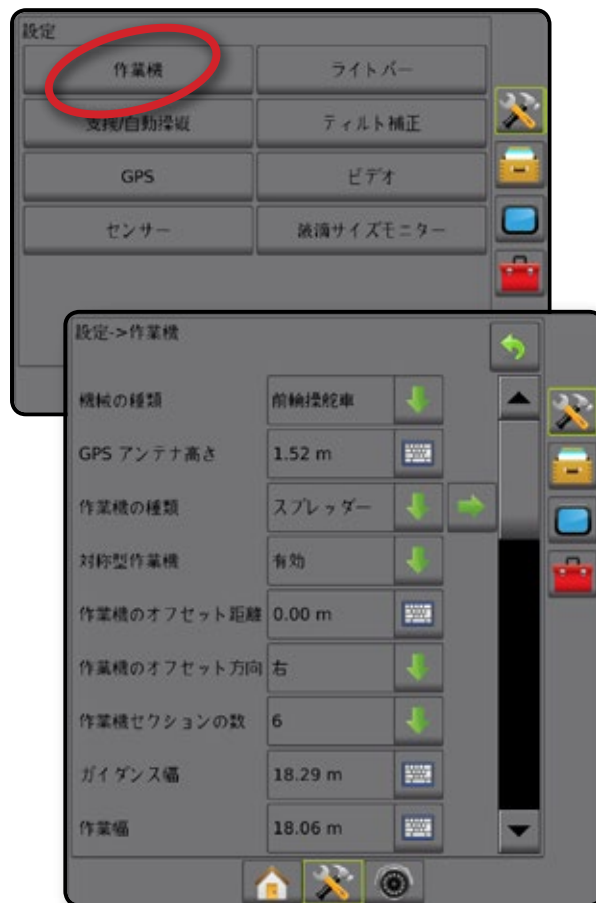 設定
作業機
ライトバー
支援/自動操縦
ティルト補正
GPS
ビデオ
センサー
液滴サイズモニター
設定->作業機
機械の種類
前輪操舵車
GPS アンテナ高さ
1.52 m
作業機の種類
スプレッダー
対称型作業機
有効
作業機のオフセット距離
0.00 m
作業機のオフセット方向
右
作業機セクションの数
6
ガイダンス幅
18.29 m
作業幅
18.06 m